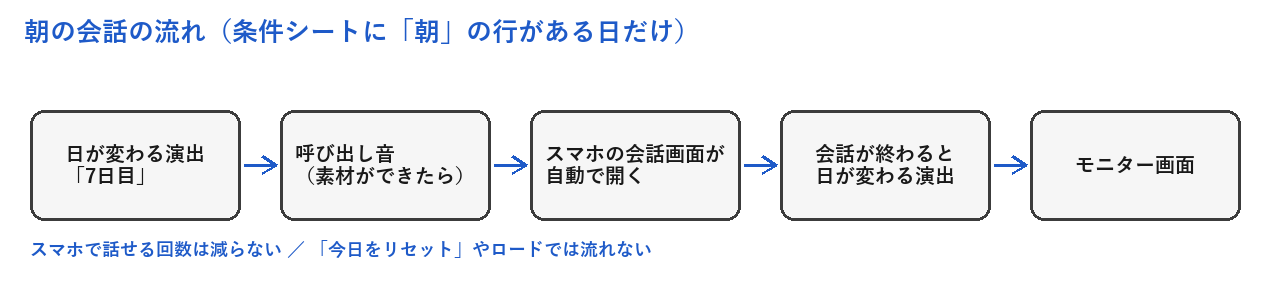 朝の会話の流れ（条件シートに「朝」の行がある日だけ）
日が変わる演出
「7日目」
呼び出し音
（素材ができたら）
スマホの会話画面が
自動で開く
会話が終わると
日が変わる演出
モニター画面
スマホで話せる回数は減らない ／ 「今日をリセット」やロードでは流れない